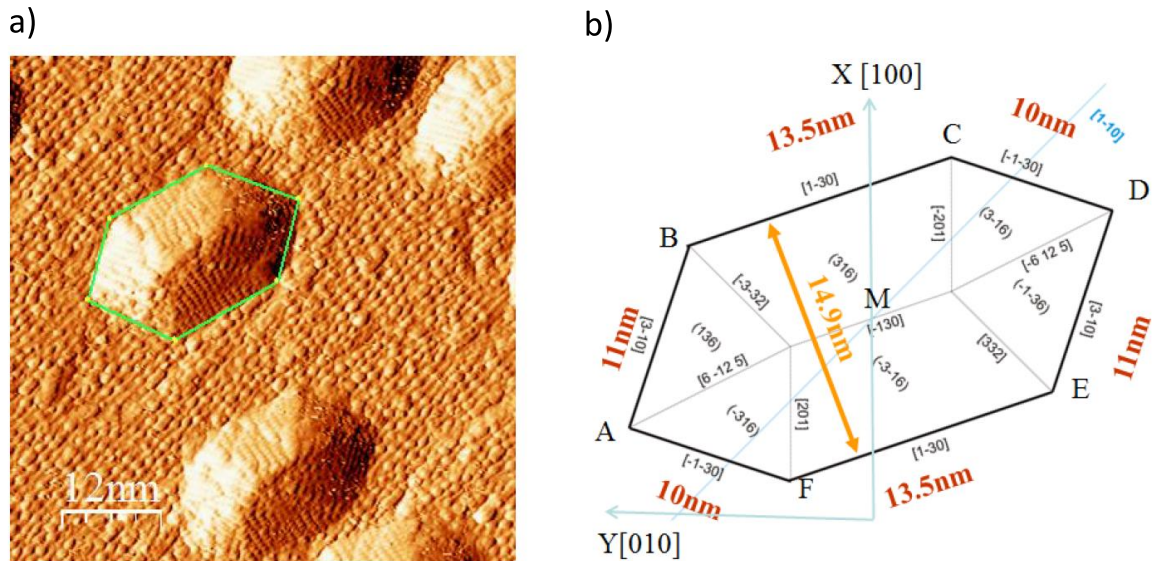 a)
b)
12nm
X [100]
13.5nm
C
10nm
[1-10]
[-1-30]
[1-30]
D
[-201]
(3-16)
B
[-6 12 5]
(316)
[-3-32]
14.9nm
M
(-1-36)
11nm
[3-10]
(136)
[-130]
[3-10]
11nm
[332]
[6 -12 5]
(-3-16)
A
(-316)
[201]
E
[-1-30]
[1-30]
F
10nm
13.5nm
Y[010]